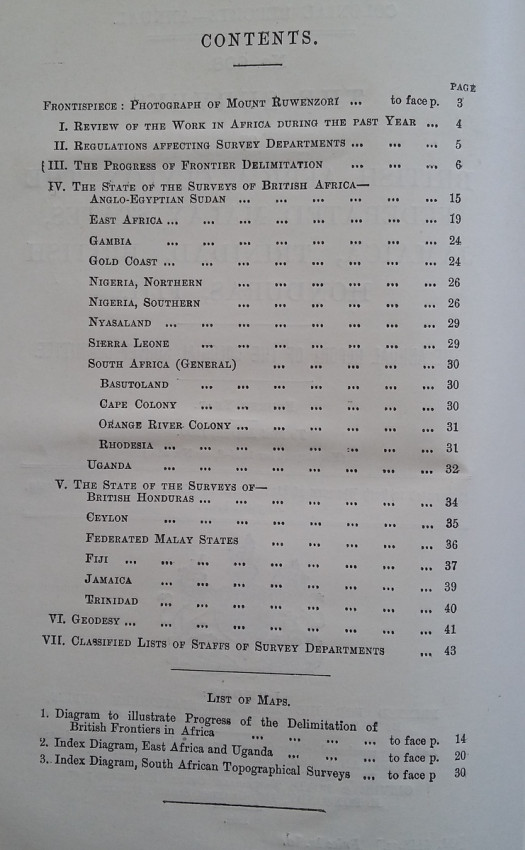 CONTENTS.
PAGE
FRONTISPIECE : PHOTOGRAPH OF MOUNT RUWENZORI ... to face p. 3
I. REVIEW OF THE WORK IN AFRICA DURING THE PAST YEAR ... 4
II. REGULATIONS AFFECTING SURVEY DEPARTMENTS ... ... ... 5
III. THE PROGRESS OF FRONTIER DELIMITATION ... ... ... 6
IV. THE STATE OF THE SURVEYS OF BRITISH AFRICA—
ANGLO-EGYPTIAN SUDAN ... ... ... ... ... ... 15
EAST AFRICA ... ... ... ... ... ... ... ... 19
GAMBIA ... ... ... ... ... ... ... ... 24
GOLD COAST ... ... ... ... ... ... ... ... 24
NIGERIA, NORTHERN ... ... ... ... ... ... 26
NIGERIA, SOUTHERN ... ... ... ... ... ... 26
NYASALAND ... ... ... ... ... ... ... ... 29
SIERRA LEONE ... ... ... ... ... ... ... 29
SOUTH AFRICA (GENERAL) ... ... ... ... ... 30
BASUTOLAND ... ... ... ... ... ... ... 30
CAPE COLONY ... ... ... ... ... ... ... 30
ORANGE RIVER COLONY ... ... ... ... ... ... 31
RHODESIA ... ... ... ... ... ... ... ... 31
UGANDA ... ... ... ... ... ... ... ... 32
V. THE STATE OF THE SURVEYS OF—
BRITISH HONDURAS ... ... ... ... ... ... ... 34
CEYLON ... ... ... ... ... ... ... ... 35
FEDERATED MALAY STATES ... ... ... ... ... 36
FIJI ... ... ... ... ... ... ... ... ... 37
JAMAICA ... ... ... ... ... ... ... ... 39
TRINIDAD ... ... ... ... ... ... ... ... 40
VI. GEODESY ... ... ... ... ... ... ... ... ... 41
VII. CLASSIFIED LISTS OF STAFFS OF SURVEY DEPARTMENTS ... 43
LIST OF MAPS.
1. Diagram to illustrate Progress of the Delimitation of
British Frontiers in Africa ... ... ... ... to face p. 14
2. Index Diagram, East Africa and Uganda ... ... ... to face p. 20
3. Index Diagram, South African Topographical Surveys ... to face p 30